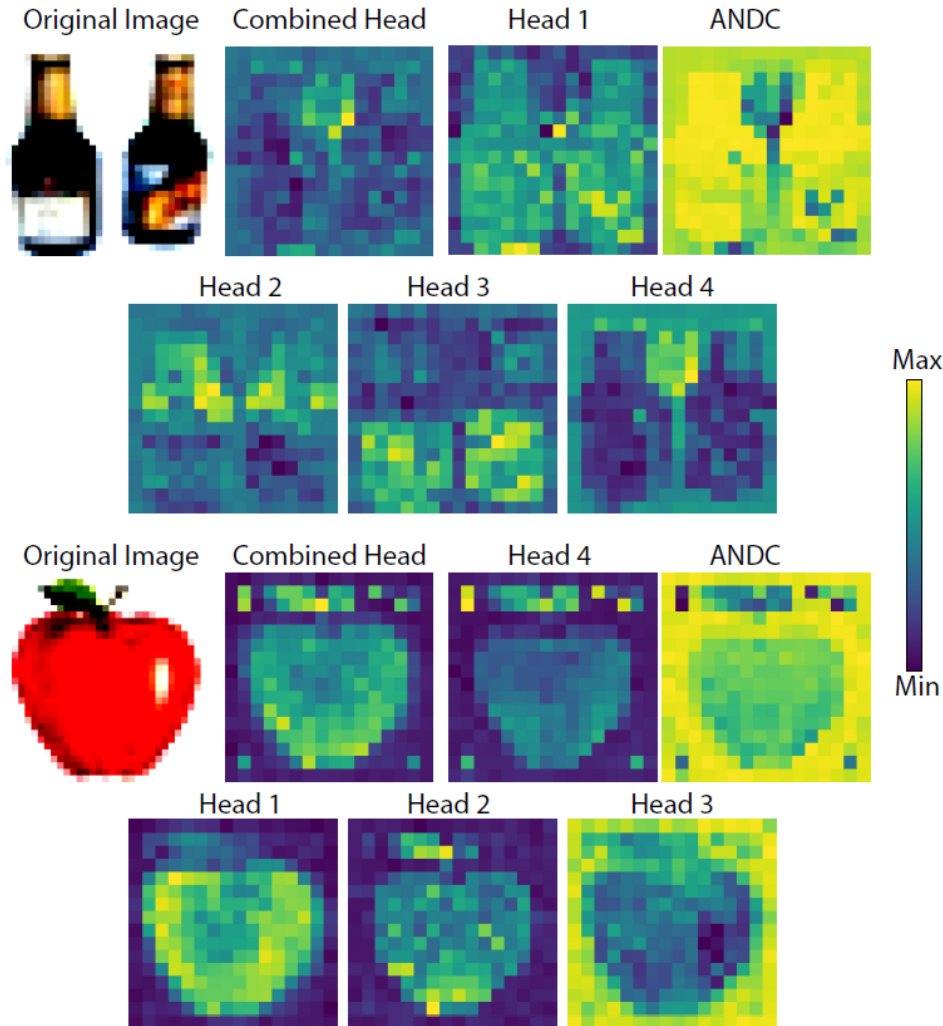 Original Image Combined Head Head 1 ANDC
Head 2 Head 3 Head 4
Max
Min
Original Image Combined Head Head 4 ANDC
Head 1 Head 2 Head 3